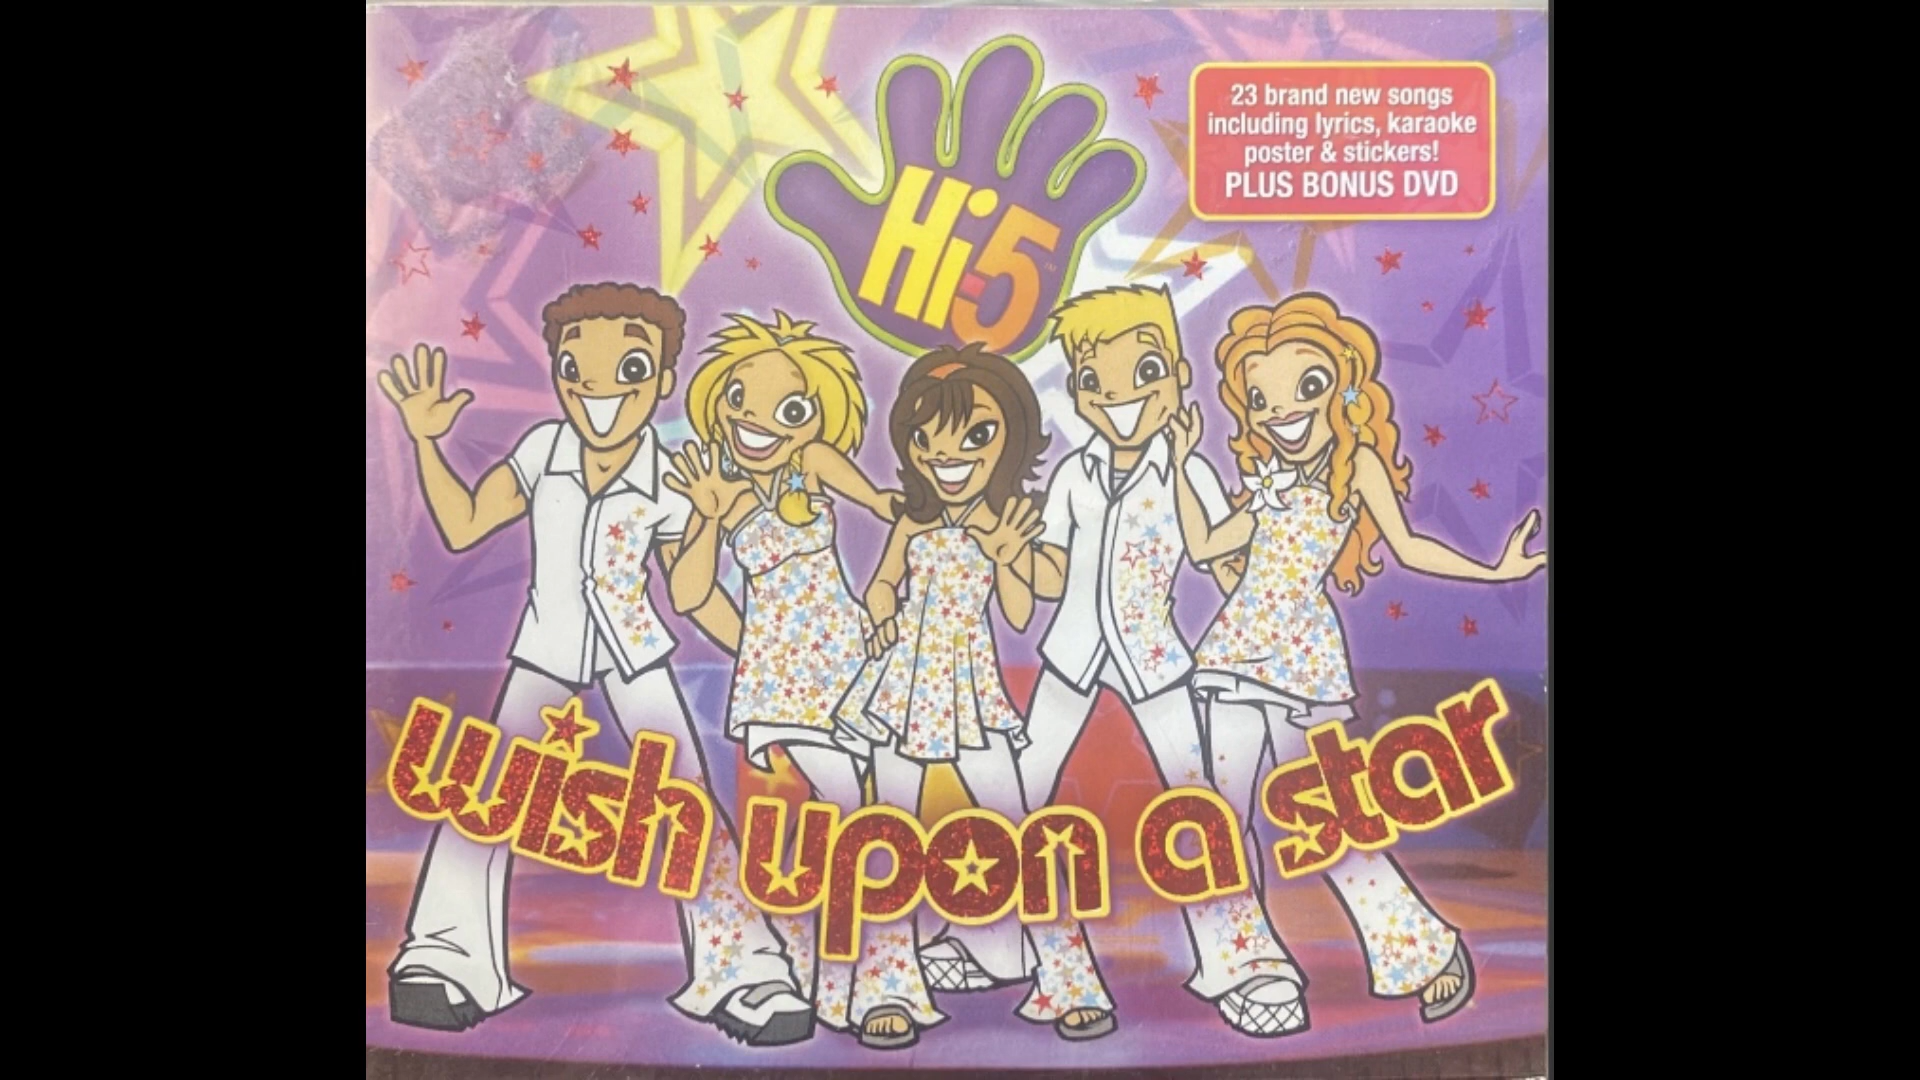 Hi-5
23 brand new songs
including lyrics, karaoke
poster & stickers!
PLUS BONUS DVD
wish upon a star